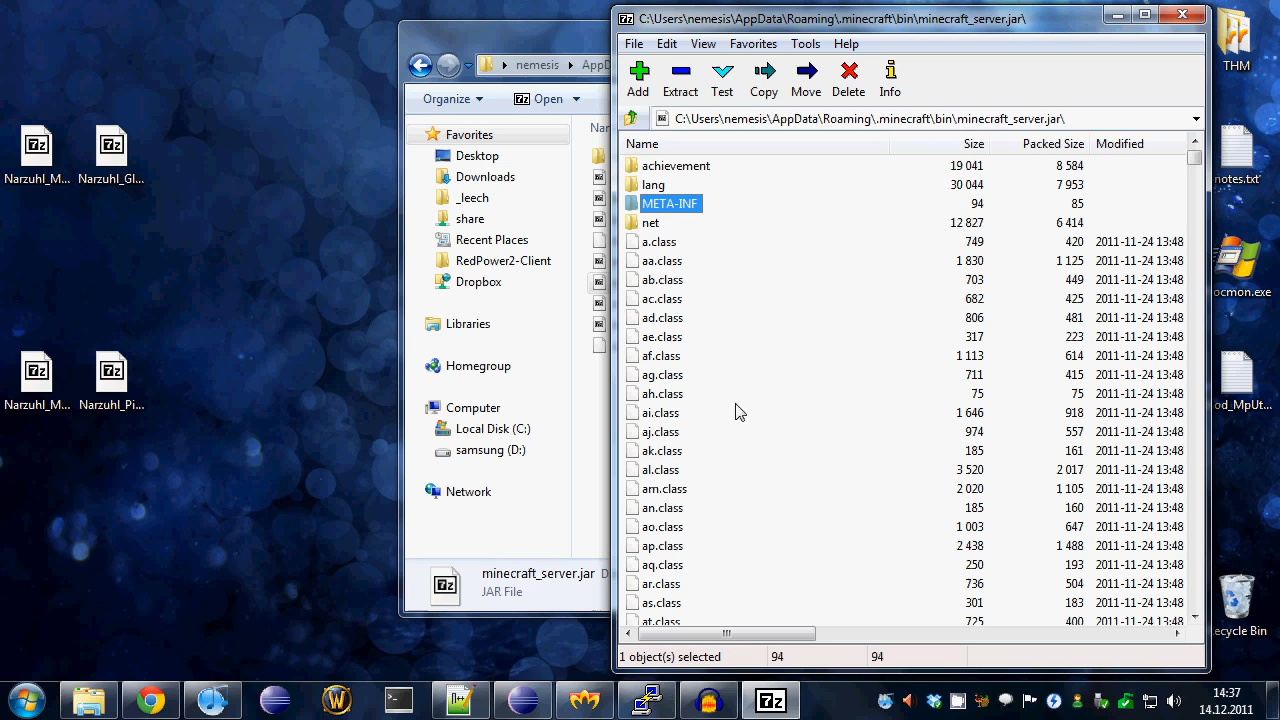 C:\Users\nemesis\AppData\Roaming\.minecraft\bin\minecraft_server.jar\
File Edit View Favorites Tools Help
Add Extract Test Copy Move Delete Info
C:\Users\nemesis\AppData\Roaming\.minecraft\bin\minecraft_server.jar\
Name Size Packed Size Modified
achievement 19 041 8 584
lang 30 044 7 953
META-INF 94 85
net 12 827 6 414
a.class 749 420 2011-11-24 13:48
aa.class 1 830 1 125 2011-11-24 13:48
ab.class 703 449 2011-11-24 13:48
ac.class 682 425 2011-11-24 13:48
ad.class 806 481 2011-11-24 13:48
ae.class 317 223 2011-11-24 13:48
af.class 1 113 614 2011-11-24 13:48
ag.class 711 415 2011-11-24 13:48
ah.class 75 75 2011-11-24 13:48
ai.class 1 646 918 2011-11-24 13:48
aj.class 974 557 2011-11-24 13:48
ak.class 185 161 2011-11-24 13:48
al.class 3 520 2 017 2011-11-24 13:48
am.class 2 020 1 105 2011-11-24 13:48
an.class 185 160 2011-11-24 13:48
ao.class 1 003 647 2011-11-24 13:48
ap.class 2 438 1 488 2011-11-24 13:48
aq.class 250 193 2011-11-24 13:48
ar.class 736 504 2011-11-24 13:48
as.class 301 183 2011-11-24 13:48
at.class 725 400 2011-11-24 13:48
1 object(s) selected 94 94
nemesis AppD
Organize Open
Nar
Favorites
Desktop
Downloads
_leech
share
Recent Places
RedPower2-Client
Dropbox
Libraries
Homegroup
Computer
Local Disk (C:)
samsung (D:)
Network
minecraft_server.jar D
JAR File
Narzuhl_M... Narzuhl_Gl...
Narzuhl_M... Narzuhl_Pi...
THM
notes.txt
ocmon.exe
od_MpUt...
ecycle Bin
14:37
14.12.2011